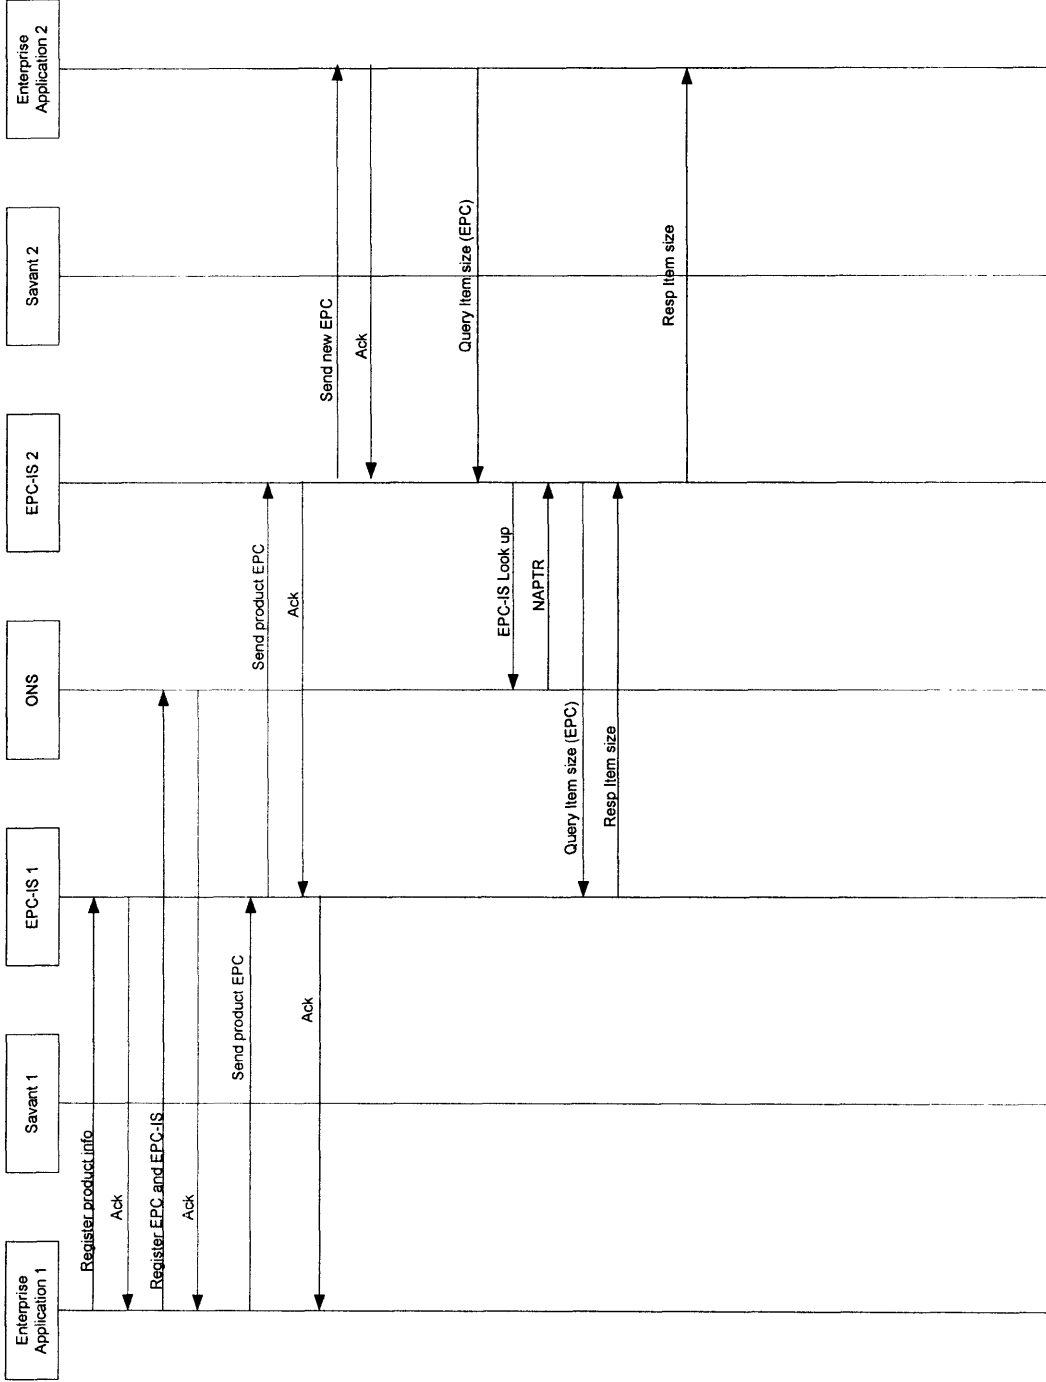 Enterprise
Application 1
Savant 1
EPC-IS 1
ONS
EPC-IS 2
Savant 2
Enterprise
Application 2
Register product info
Ack
Register EPC and EPC-IS
Ack
Send product EPC
Send product EPC
Ack
Ack
Send new EPC
Ack
Query Item size (EPC)
EPC-IS Look up
NAPTR
Query Item size (EPC)
Resp Item size
Resp Item size